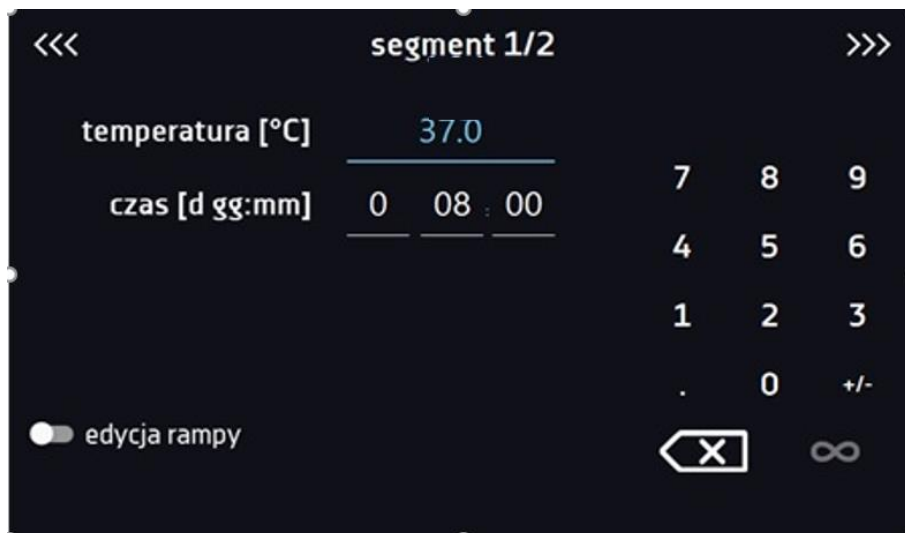 <<< segment 1/2 >>>
temperatura [°C] 37.0
czas [d gg:mm] 0 08 : 00
7 8 9
4 5 6
1 2 3
. 0 +/-
edycja rampy
∞